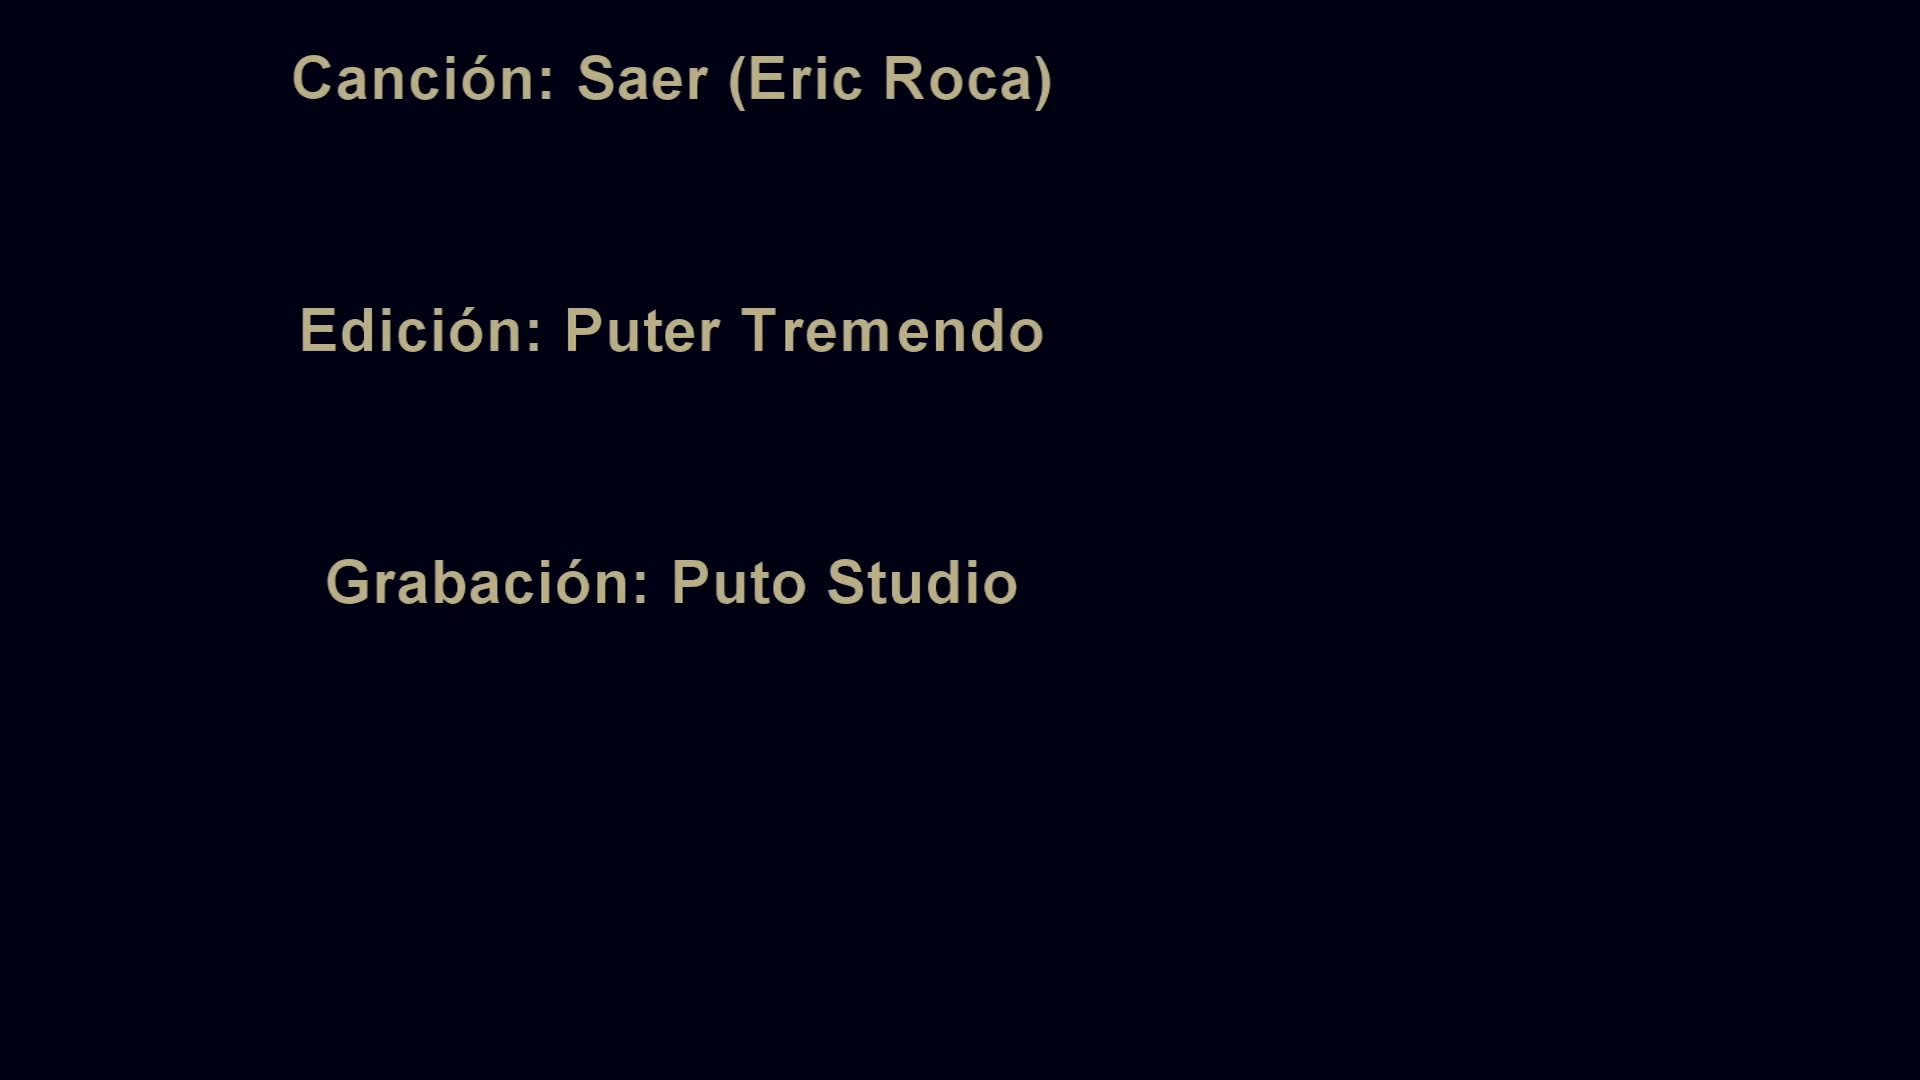 Canción: Saer (Eric Roca)
Edición: Puter Tremendo
Grabación: Puto Studio